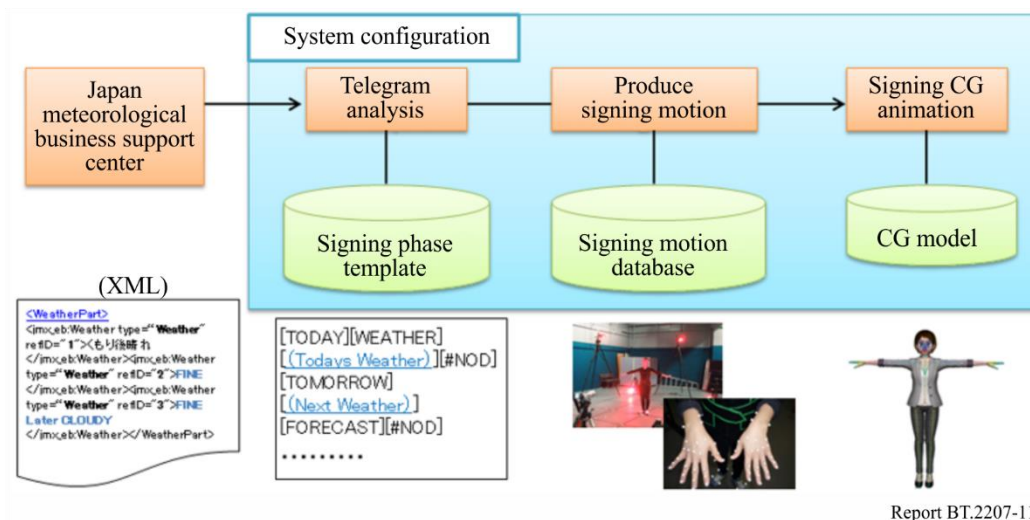 System configuration
Japan
meteorological
business support
center
Telegram
analysis
Produce
signing motion
Signing CG
animation
Signing phase
template
Signing motion
database
CG model
(XML)
<WeatherPart>
<jmx_eb:Weather type="Weather"
refID="1">くもり後晴れ
</jmx_eb:Weather><jmx_eb:Weather
type="Weather" refID="2">FINE
</jmx_eb:Weather><jmx_eb:Weather
type="Weather" refID="3">FINE
Later CLOUDY
</jmx_eb:Weather></WeatherPart>
[TODAY][WEATHER]
[(Todays Weather)][#NOD]
[TOMORROW]
[(Next Weather)]
[FORECAST][#NOD]
·········
Report BT.2207-11